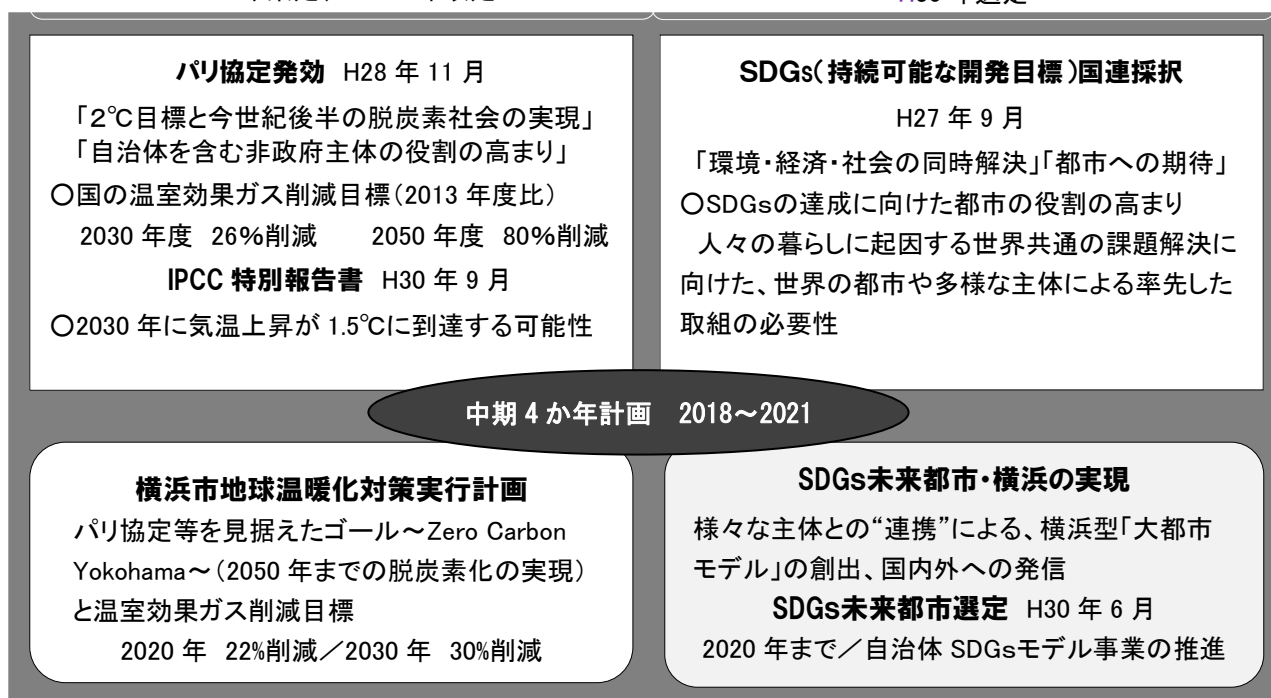 パリ協定発効 H28 年 11 月
「2℃目標と今世紀後半の脱炭素社会の実現」
「自治体を含む非政府主体の役割の高まり」
○国の温室効果ガス削減目標(2013 年度比)
2030 年度 26%削減 2050 年度 80%削減
IPCC 特別報告書 H30 年 9 月
○2030 年に気温上昇が 1.5℃に到達する可能性
SDGs(持続可能な開発目標)国連採択
H27 年 9 月
「環境・経済・社会の同時解決」「都市への期待」
○SDGsの達成に向けた都市の役割の高まり
人々の暮らしに起因する世界共通の課題解決に
向けた、世界の都市や多様な主体による率先した
取組の必要性
中期 4 か年計画 2018~2021
横浜市地球温暖化対策実行計画
パリ協定等を見据えたゴール~Zero Carbon
Yokohama~(2050 年までの脱炭素化の実現)
と温室効果ガス削減目標
2020 年 22%削減/2030 年 30%削減
SDGs未来都市・横浜の実現
様々な主体との“連携”による、横浜型「大都市
モデル」の創出、国内外への発信
SDGs未来都市選定 H30 年 6 月
2020 年まで/自治体 SDGsモデル事業の推進